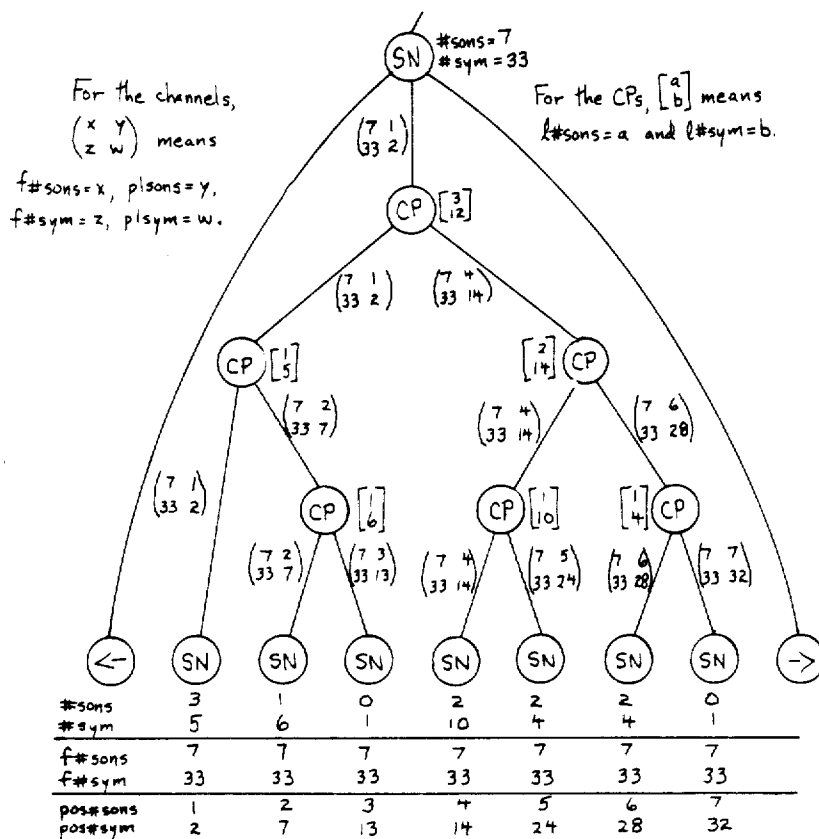 SN
#sons=7
#sym=33
For the channels,
(x y
z w) means
f#sons=x, plsons=y,
f#sym=z, plsym=w.
For the CPs, [a
b] means
l#sons=a and l#sym=b.
(7 1
33 2)
CP [3
12]
(7 1
33 2)
(7 4
33 14)
CP [1
5]
[2
14] CP
(7 2
33 7)
(7 4
33 14)
(7 6
33 28)
(7 1
33 2)
CP [1
6]
CP [1
10]
[1
4] CP
(7 2
33 7)
(7 3
33 13)
(7 4
33 14)
(7 5
33 24)
(7 6
33 28)
(7 7
33 32)
<- SN SN SN SN SN SN SN ->
#sons 3 1 0 2 2 2 0
#sym 5 6 1 10 4 4 1
f#sons 7 7 7 7 7 7 7
f#sym 33 33 33 33 33 33 33
pos#sons 1 2 3 4 5 6 7
pos#sym 2 7 13 14 24 28 32